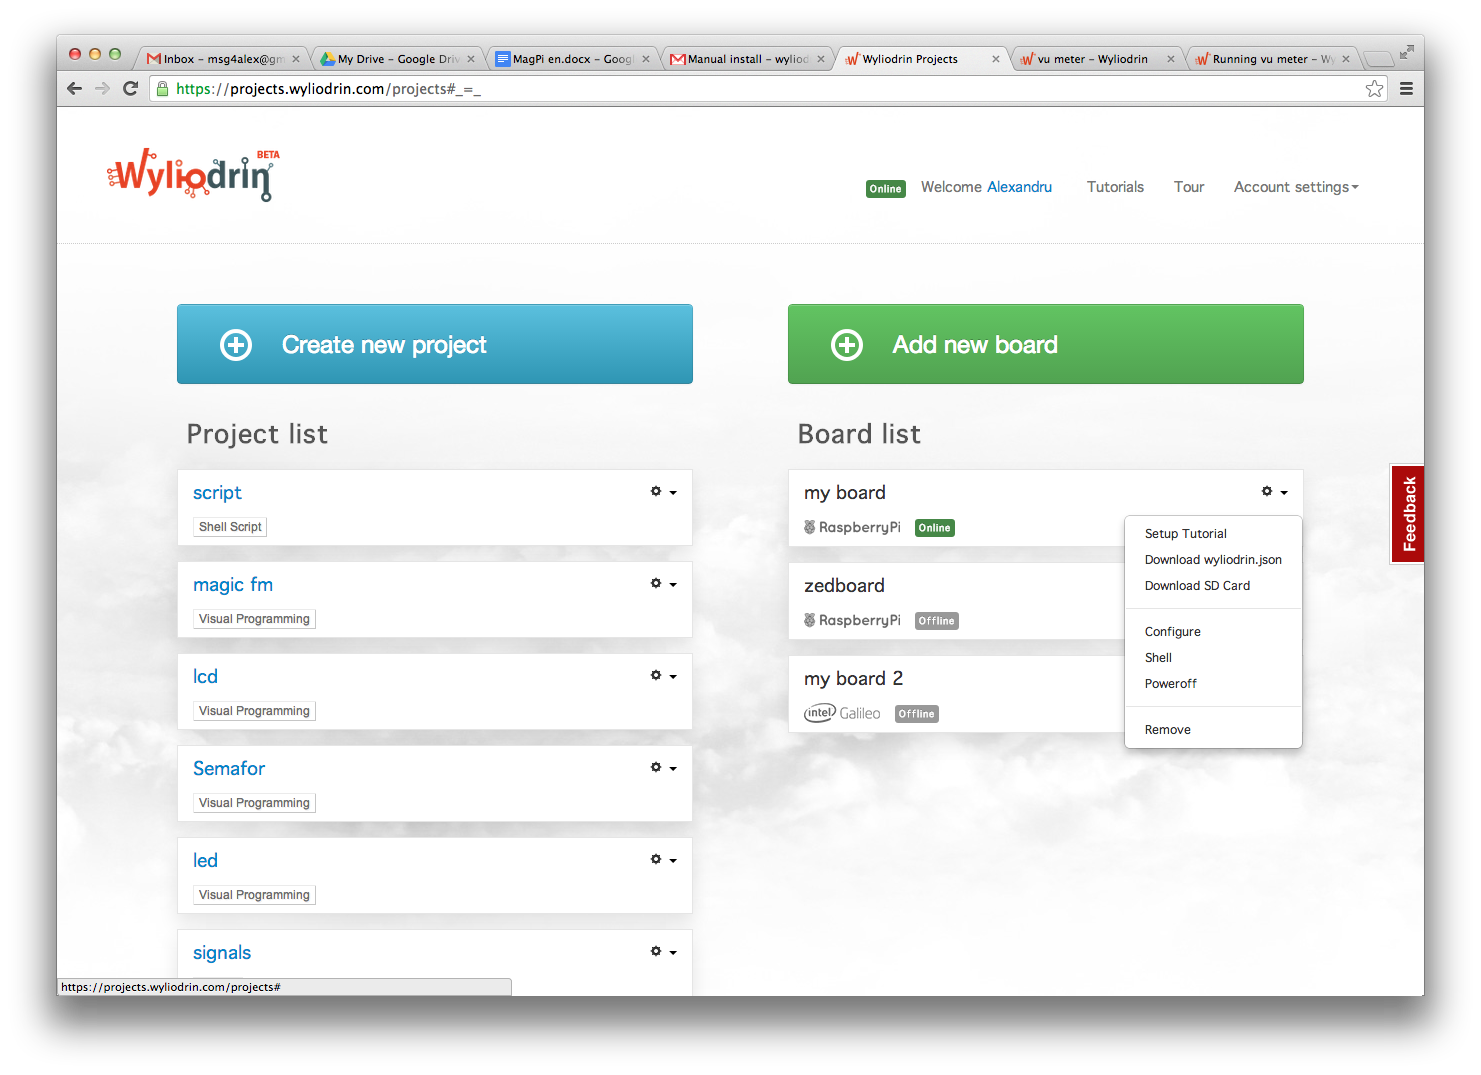 Inbox – msg4alex@gm
My Drive – Google Driv
MagPi en.docx – Goog
Manual install – wyliod
Wyliodrin Projects
vu meter – Wyliodrin
Running vu meter – Wy
https://projects.wyliodrin.com/projects#_=_
Wyliodrin BETA
Online
Welcome Alexandru
Tutorials
Tour
Account settings
Create new project
Add new board
Project list
script
Shell Script
magic fm
Visual Programming
lcd
Visual Programming
Semafor
Visual Programming
led
Visual Programming
signals
Board list
my board
RaspberryPi
Online
zedboard
RaspberryPi
Offline
my board 2
intel Galileo
Offline
Setup Tutorial
Download wyliodrin.json
Download SD Card
Configure
Shell
Poweroff
Remove
Feedback
https://projects.wyliodrin.com/projects#